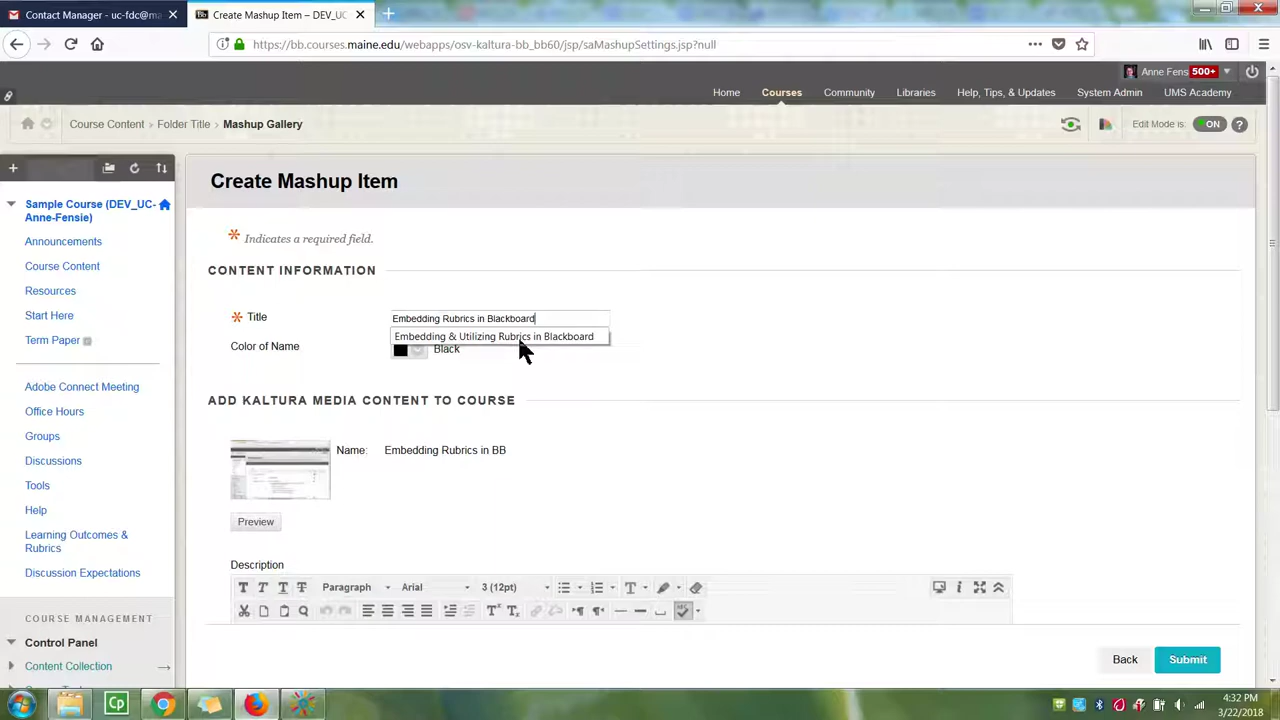 Contact Manager - uc-fdc@ma
Create Mashup Item – DEV_UC
https://bb.courses.maine.edu/webapps/osv-kaltura-bb_bb60/jsp/saMashupSettings.jsp?null
Anne Fens 500+
Home Courses Community Libraries Help, Tips, & Updates System Admin UMS Academy
Course Content > Folder Title > Mashup Gallery
Edit Mode is: ON ?
Create Mashup Item
Sample Course (DEV_UC-
Anne-Fensie)
Announcements
Course Content
Resources
Start Here
Term Paper
Adobe Connect Meeting
Office Hours
Groups
Discussions
Tools
Help
Learning Outcomes &
Rubrics
Discussion Expectations
COURSE MANAGEMENT
Control Panel
Content Collection
Indicates a required field.
CONTENT INFORMATION
Title
Embedding Rubrics in Blackboard
Embedding & Utilizing Rubrics in Blackboard
Color of Name
Black
ADD KALTURA MEDIA CONTENT TO COURSE
Name: Embedding Rubrics in BB
Preview
Description
T T T T Paragraph Arial 3 (12pt)
Back Submit
4:32 PM
3/22/2018